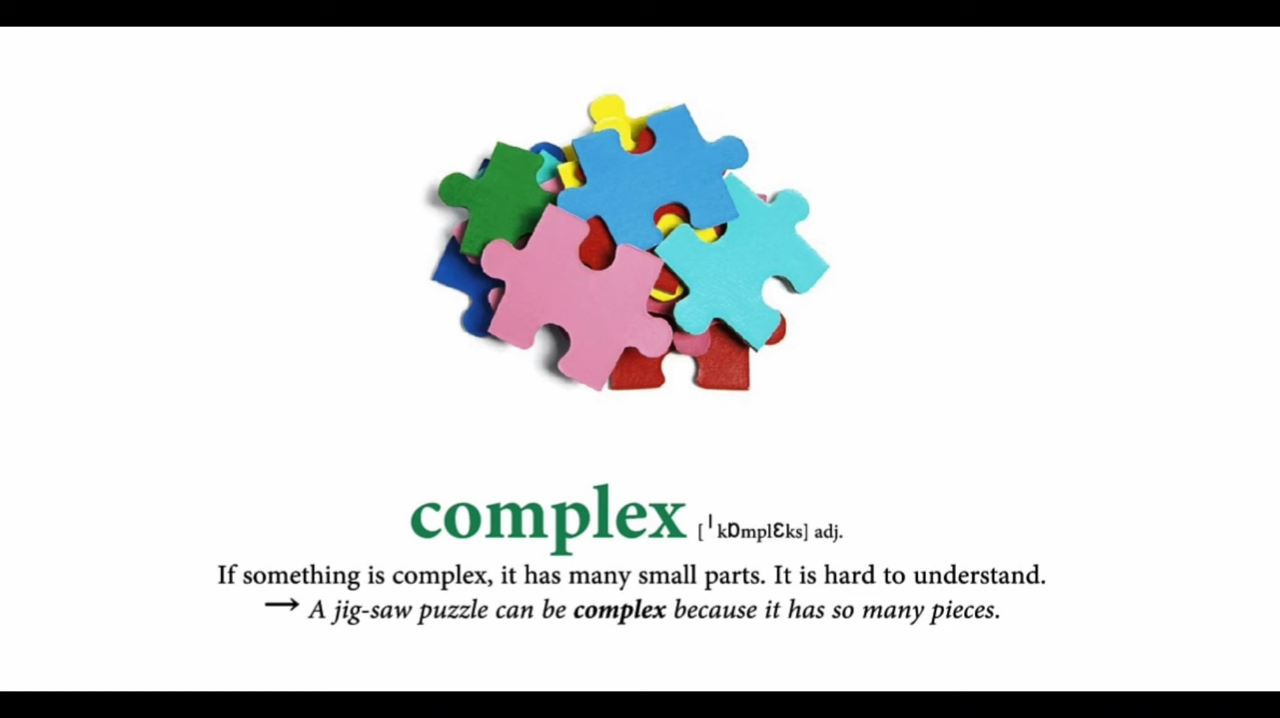 complex [ˈkɒmplɛks] adj.
If something is complex, it has many small parts. It is hard to understand.
→ A jig-saw puzzle can be complex because it has so many pieces.